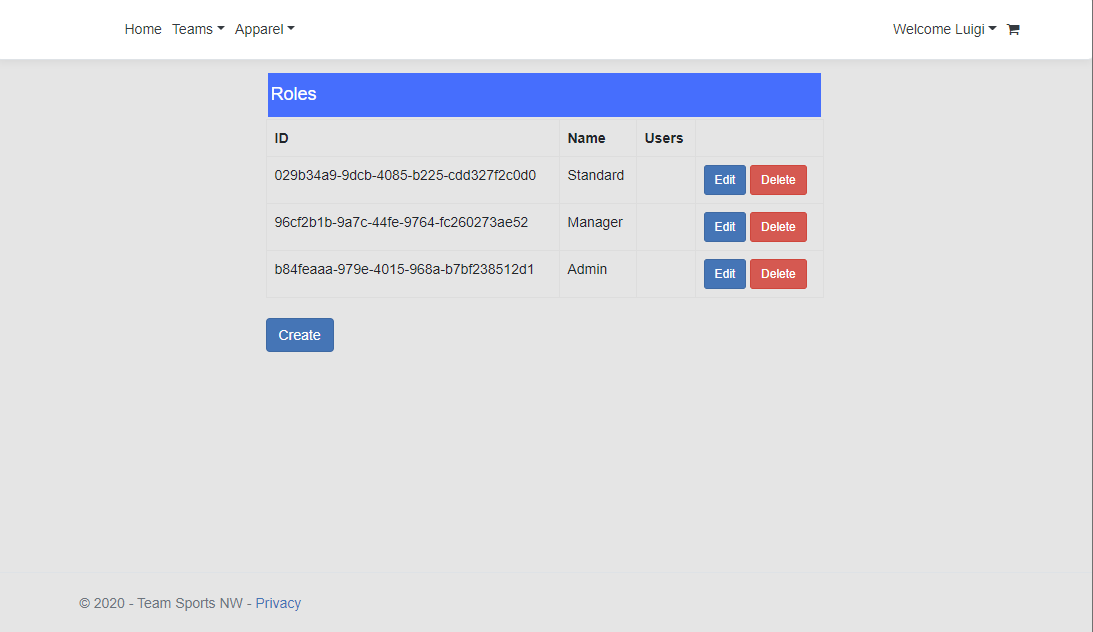 Home Teams Apparel Welcome Luigi
Roles
ID Name Users
029b34a9-9dcb-4085-b225-cdd327f2c0d0 Standard Edit Delete
96cf2b1b-9a7c-44fe-9764-fc260273ae52 Manager Edit Delete
b84feaaa-979e-4015-968a-b7bf238512d1 Admin Edit Delete
Create
© 2020 - Team Sports NW - Privacy